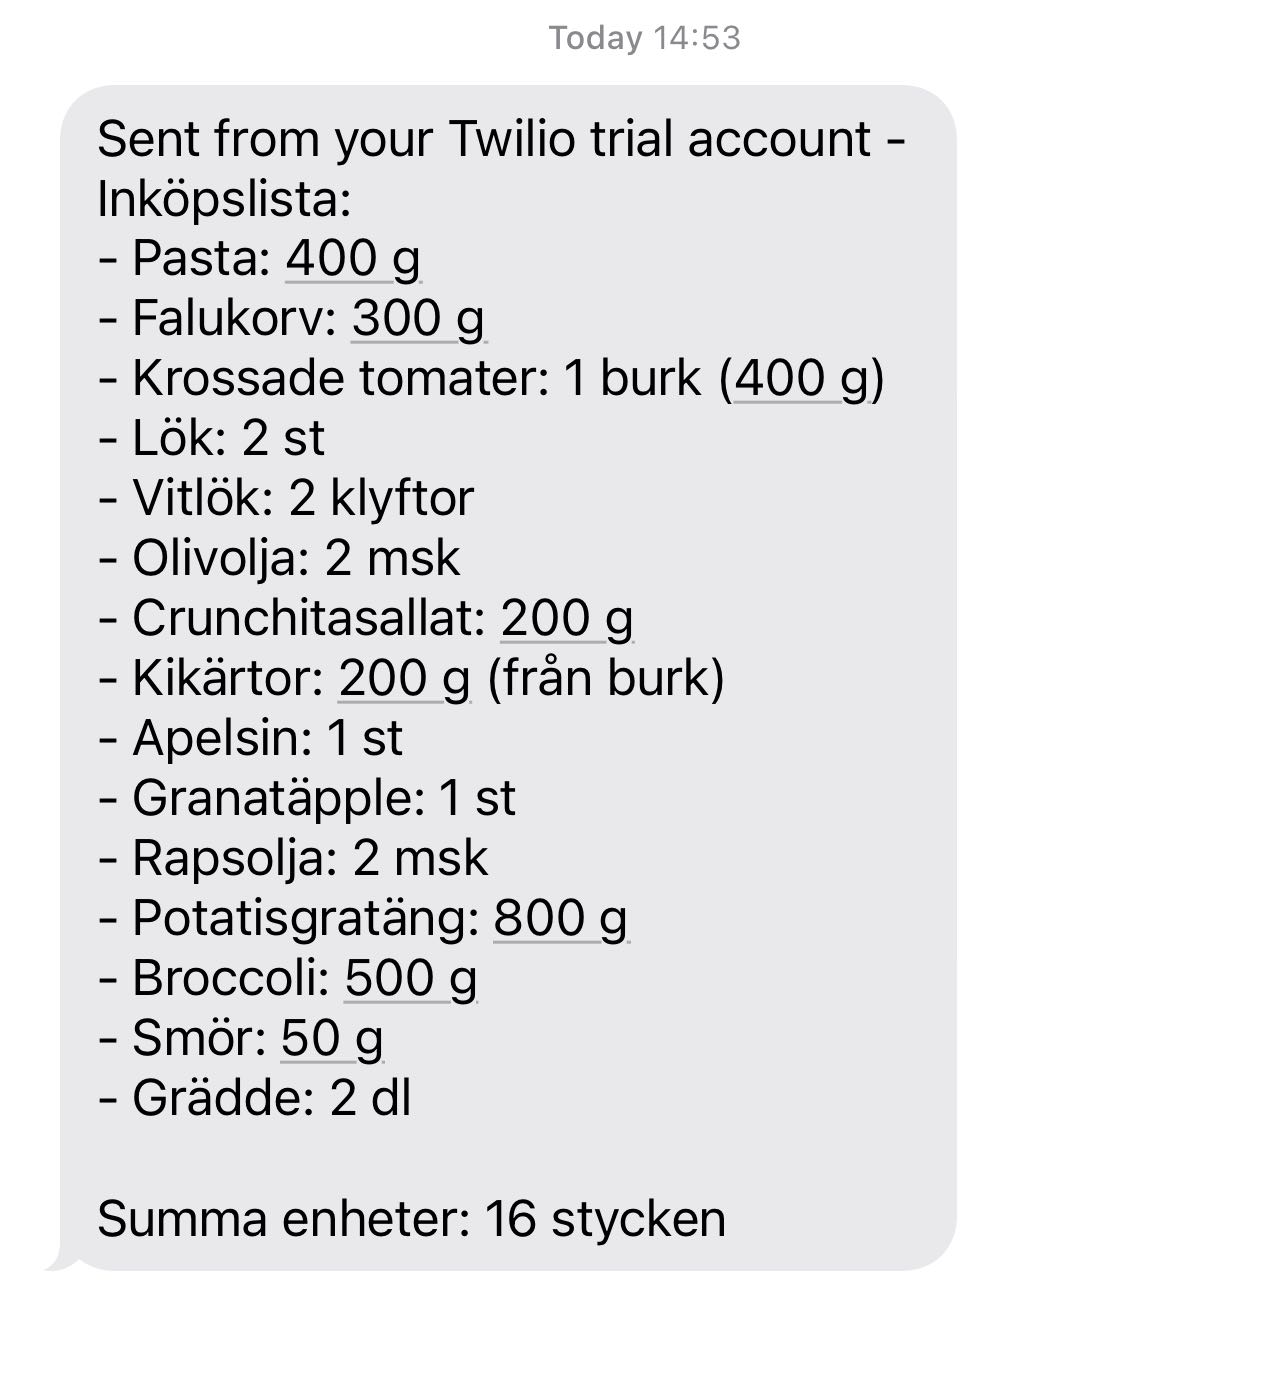 Today 14:53
Sent from your Twilio trial account -
Inköpslista:
- Pasta: 400 g
- Falukorv: 300 g
- Krossade tomater: 1 burk (400 g)
- Lök: 2 st
- Vitlök: 2 klyftor
- Olivolja: 2 msk
- Crunchitasallat: 200 g
- Kikärtor: 200 g (från burk)
- Apelsin: 1 st
- Granatäpple: 1 st
- Rapsolja: 2 msk
- Potatisgratäng: 800 g
- Broccoli: 500 g
- Smör: 50 g
- Grädde: 2 dl
Summa enheter: 16 stycken